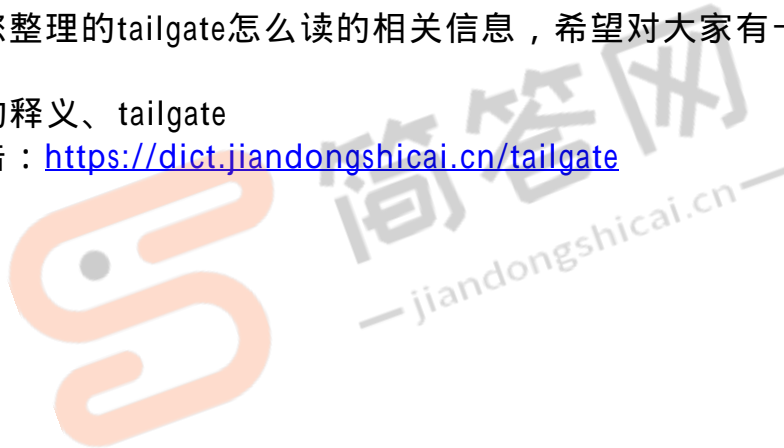 整理的tailgate怎么读的相关信息，希望对大家有
释义、tailgate
：https://dict.jiandongshicai.cn/tailgate
简答网
jiandongshicai.cn